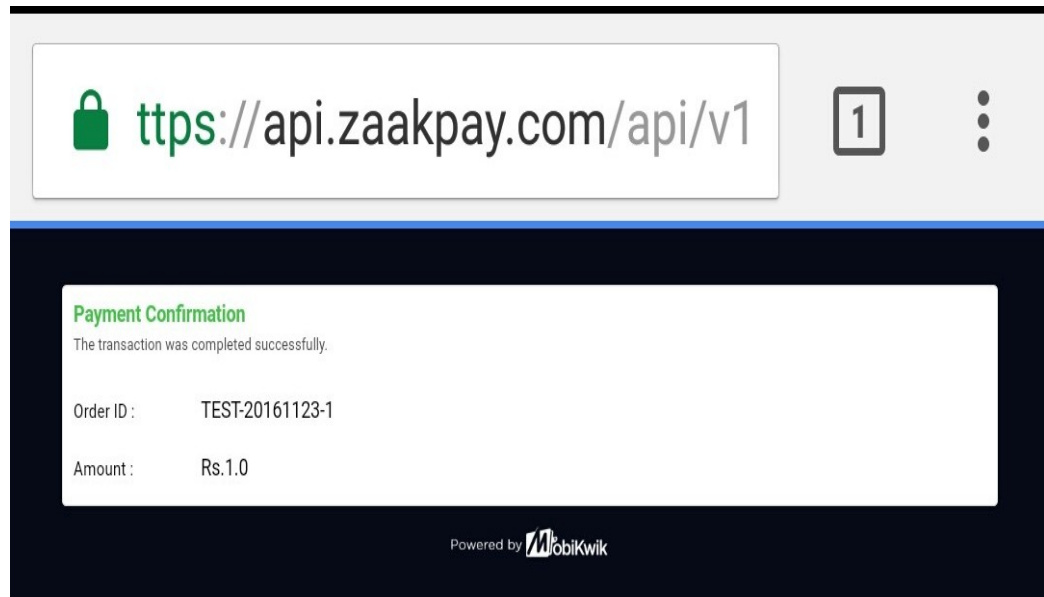 ttps://api.zaakpay.com/api/v1
1
Payment Confirmation
The transaction was completed successfully.
Order ID : TEST-20161123-1
Amount : Rs.1.0
Powered by MobiKwik